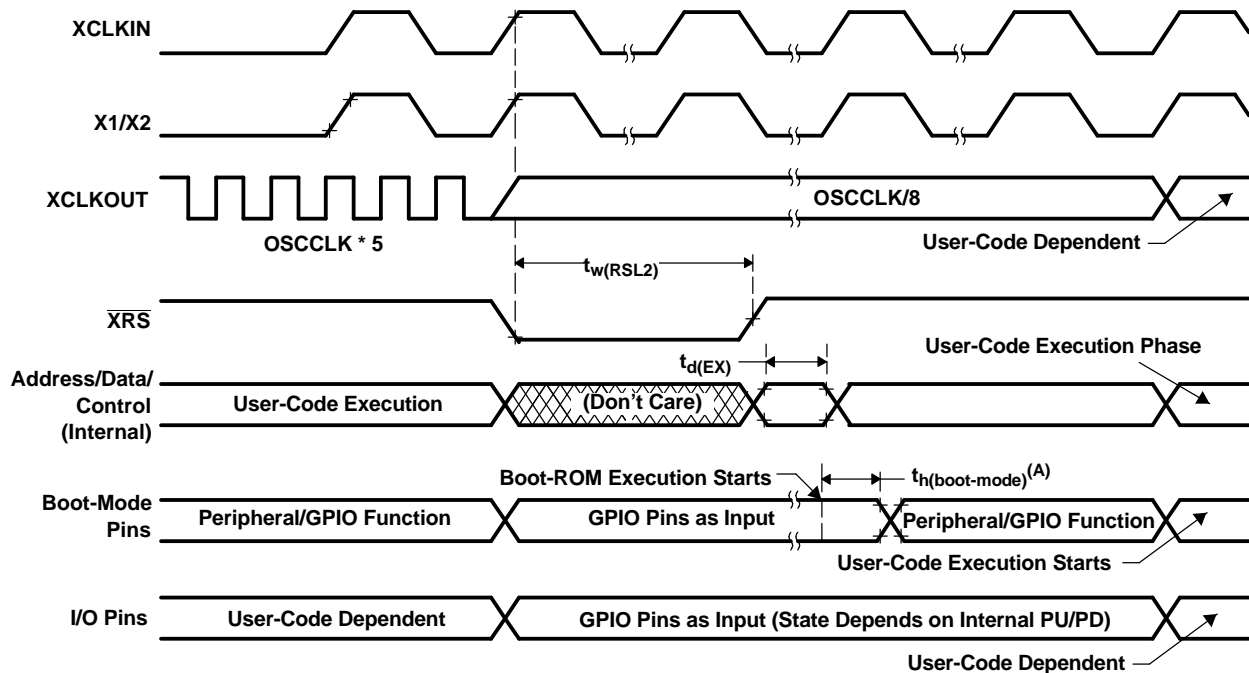 XCLKIN
X1/X2
XCLKOUT
OSCCLK * 5
OSCCLK/8
User-Code Dependent
tw(RSL2)
XRS
td(EX)
User-Code Execution Phase
Address/Data/
Control
(Internal)
User-Code Execution
(Don't Care)
Boot-ROM Execution Starts
th(boot-mode)(A)
Boot-Mode
Pins
Peripheral/GPIO Function
GPIO Pins as Input
Peripheral/GPIO Function
User-Code Execution Starts
I/O Pins
User-Code Dependent
GPIO Pins as Input (State Depends on Internal PU/PD)
User-Code Dependent